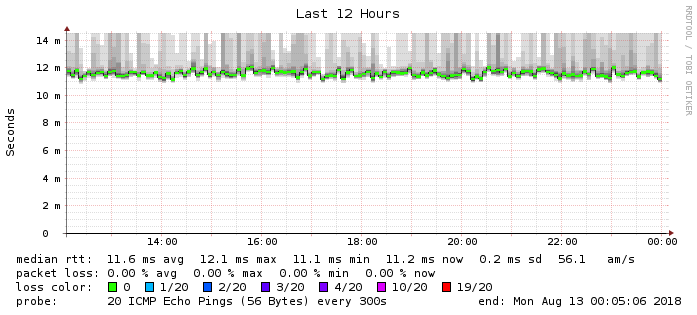 Last 12 Hours
RRDTOOL / TOBI OETIKER
Seconds
14 m
12 m
10 m
8 m
6 m
4 m
2 m
0
14:00 16:00 18:00 20:00 22:00 00:00
median rtt: 11.6 ms avg 12.1 ms max 11.1 ms min 11.2 ms now 0.2 ms sd 56.1 am/s
packet loss: 0.00 % avg 0.00 % max 0.00 % min 0.00 % now
loss color: 0 1/20 2/20 3/20 4/20 10/20 19/20
probe: 20 ICMP Echo Pings (56 Bytes) every 300s end: Mon Aug 13 00:05:06 2018